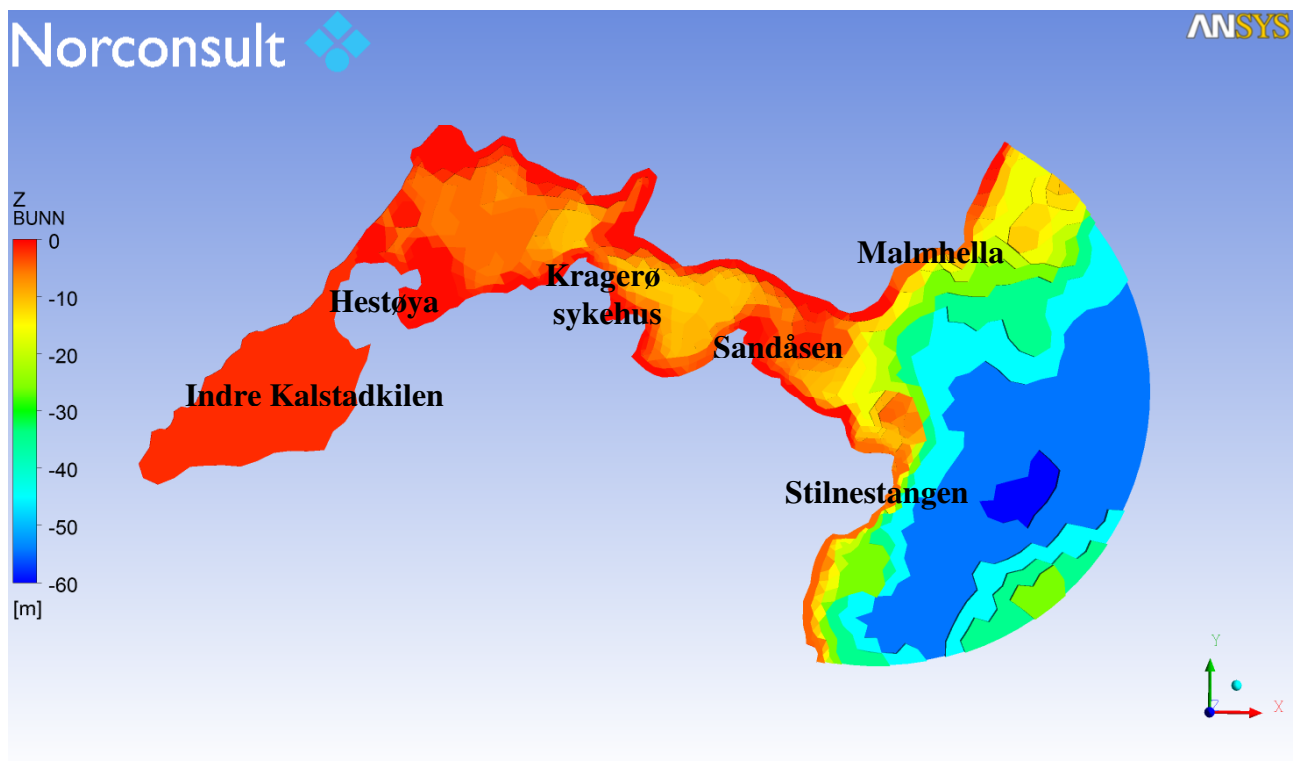 Norconsult
ANSYS
Z
BUNN
0
-10
-20
-30
-40
-50
-60
[m]
Malmhella
Kragerø
sykehus
Hestøya
Sandåsen
Indre Kalstadkilen
Stilnestangen
Y
Z
X